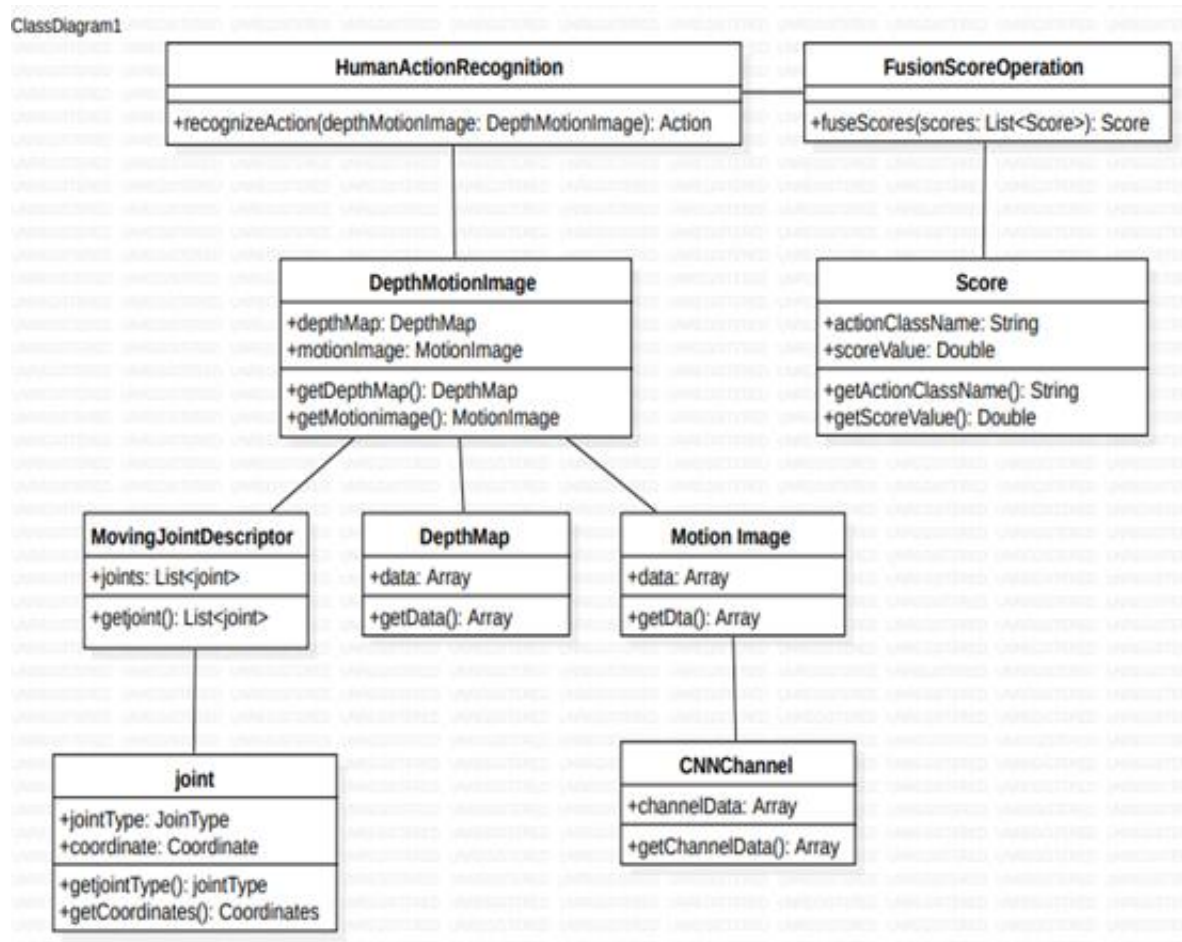 ClassDiagram1
HumanActionRecognition
+recognizeAction(depthMotionImage: DepthMotionImage): Action
FusionScoreOperation
+fuseScores(scores: List<Score>): Score
DepthMotionImage
+depthMap: DepthMap
+motionImage: MotionImage
+getDepthMap(): DepthMap
+getMotionimage(): MotionImage
Score
+actionClassName: String
+scoreValue: Double
+getActionClassName(): String
+getScoreValue(): Double
MovingJointDescriptor
+joints: List<joint>
+getjoint(): List<joint>
DepthMap
+data: Array
+getData(): Array
Motion Image
+data: Array
+getDta(): Array
joint
+jointType: JoinType
+coordinate: Coordinate
+getjointType(): jointType
+getCoordinates(): Coordinates
CNNChannel
+channelData: Array
+getChannelData(): Array